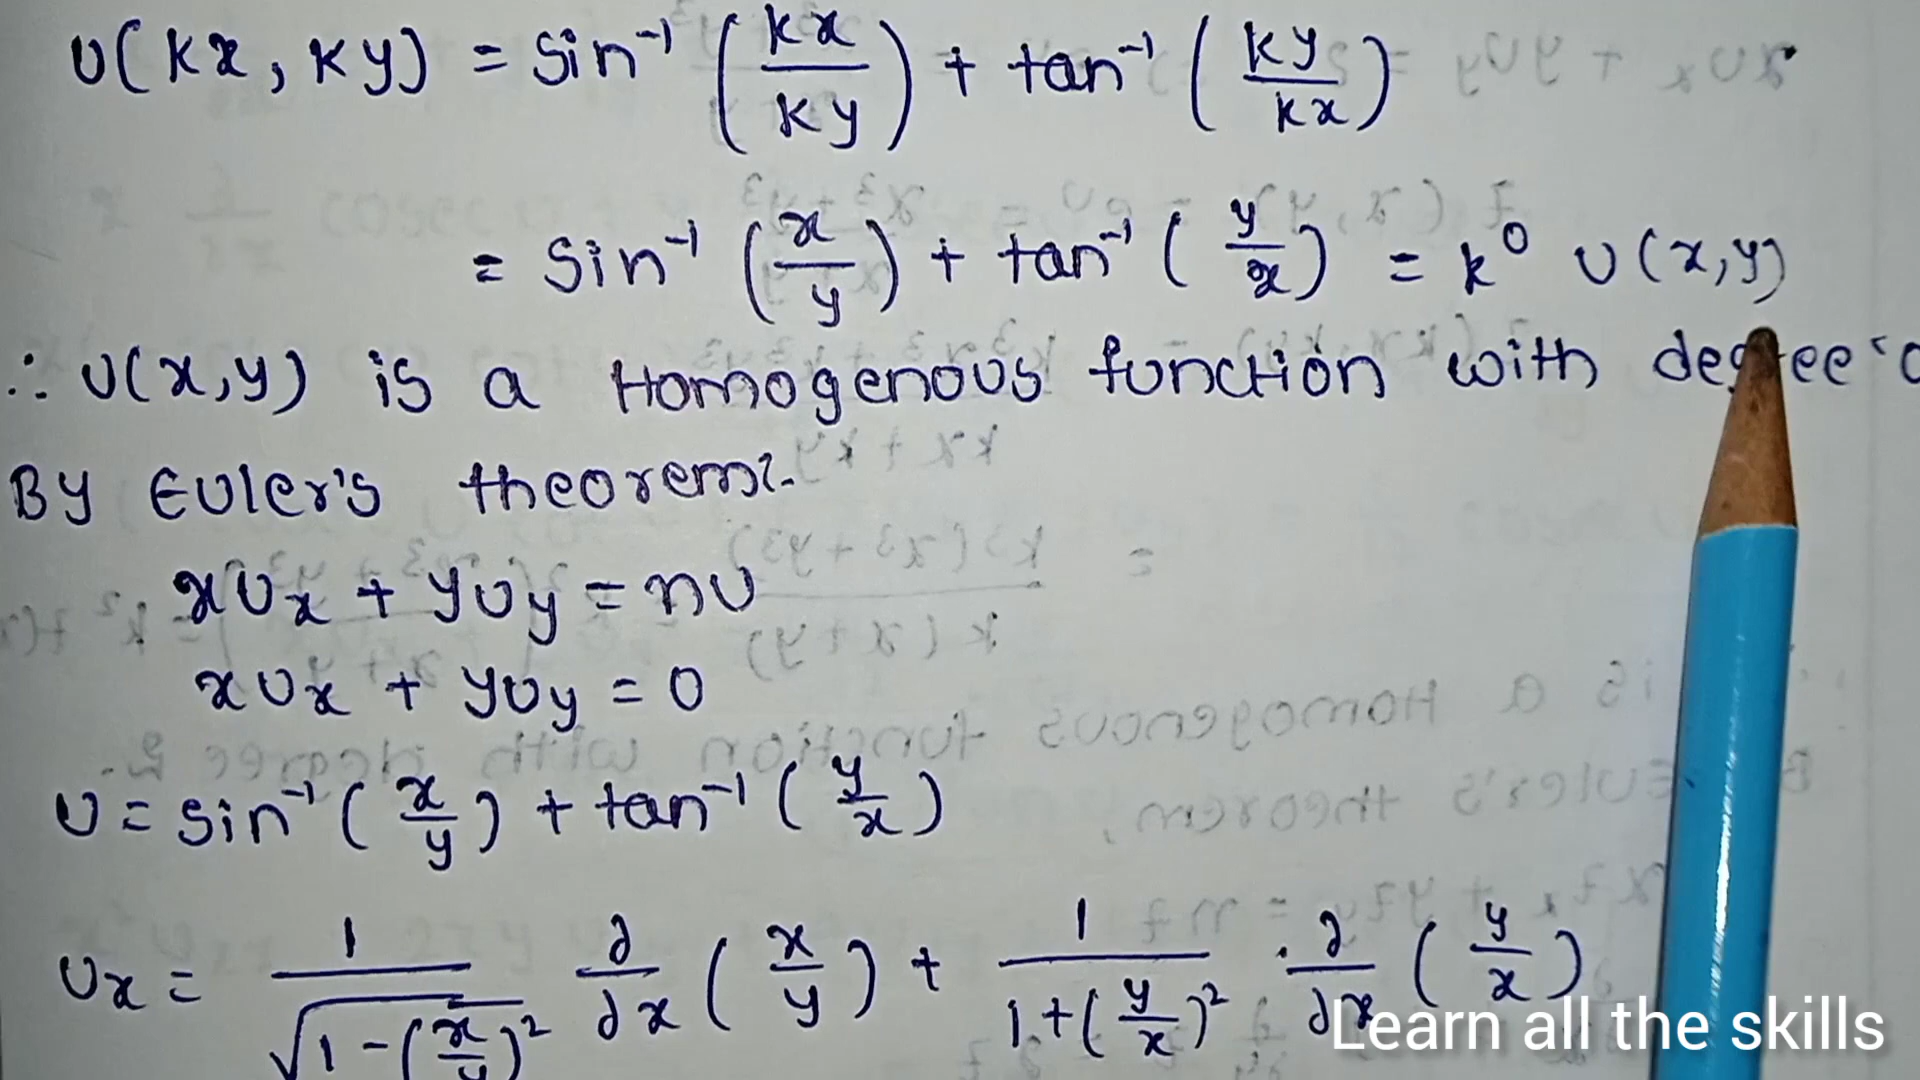 U(kx, ky) = sin⁻¹ (kx/ky) + tan⁻¹ (ky/kx)
= sin⁻¹ (x/y) + tan⁻¹ (y/x) = k⁰ U(x,y)
∴ U(x,y) is a Homogenous function with degree '0
By Euler's theorem:-
xUx + yUy = nU
xUx + yUy = 0
U = sin⁻¹ (x/y) + tan⁻¹ (y/x)
Ux = 1/√1-(x/y)² ∂/∂x (x/y) + 1/1+(y/x)² · ∂/∂x (y/x)
Learn all the skills